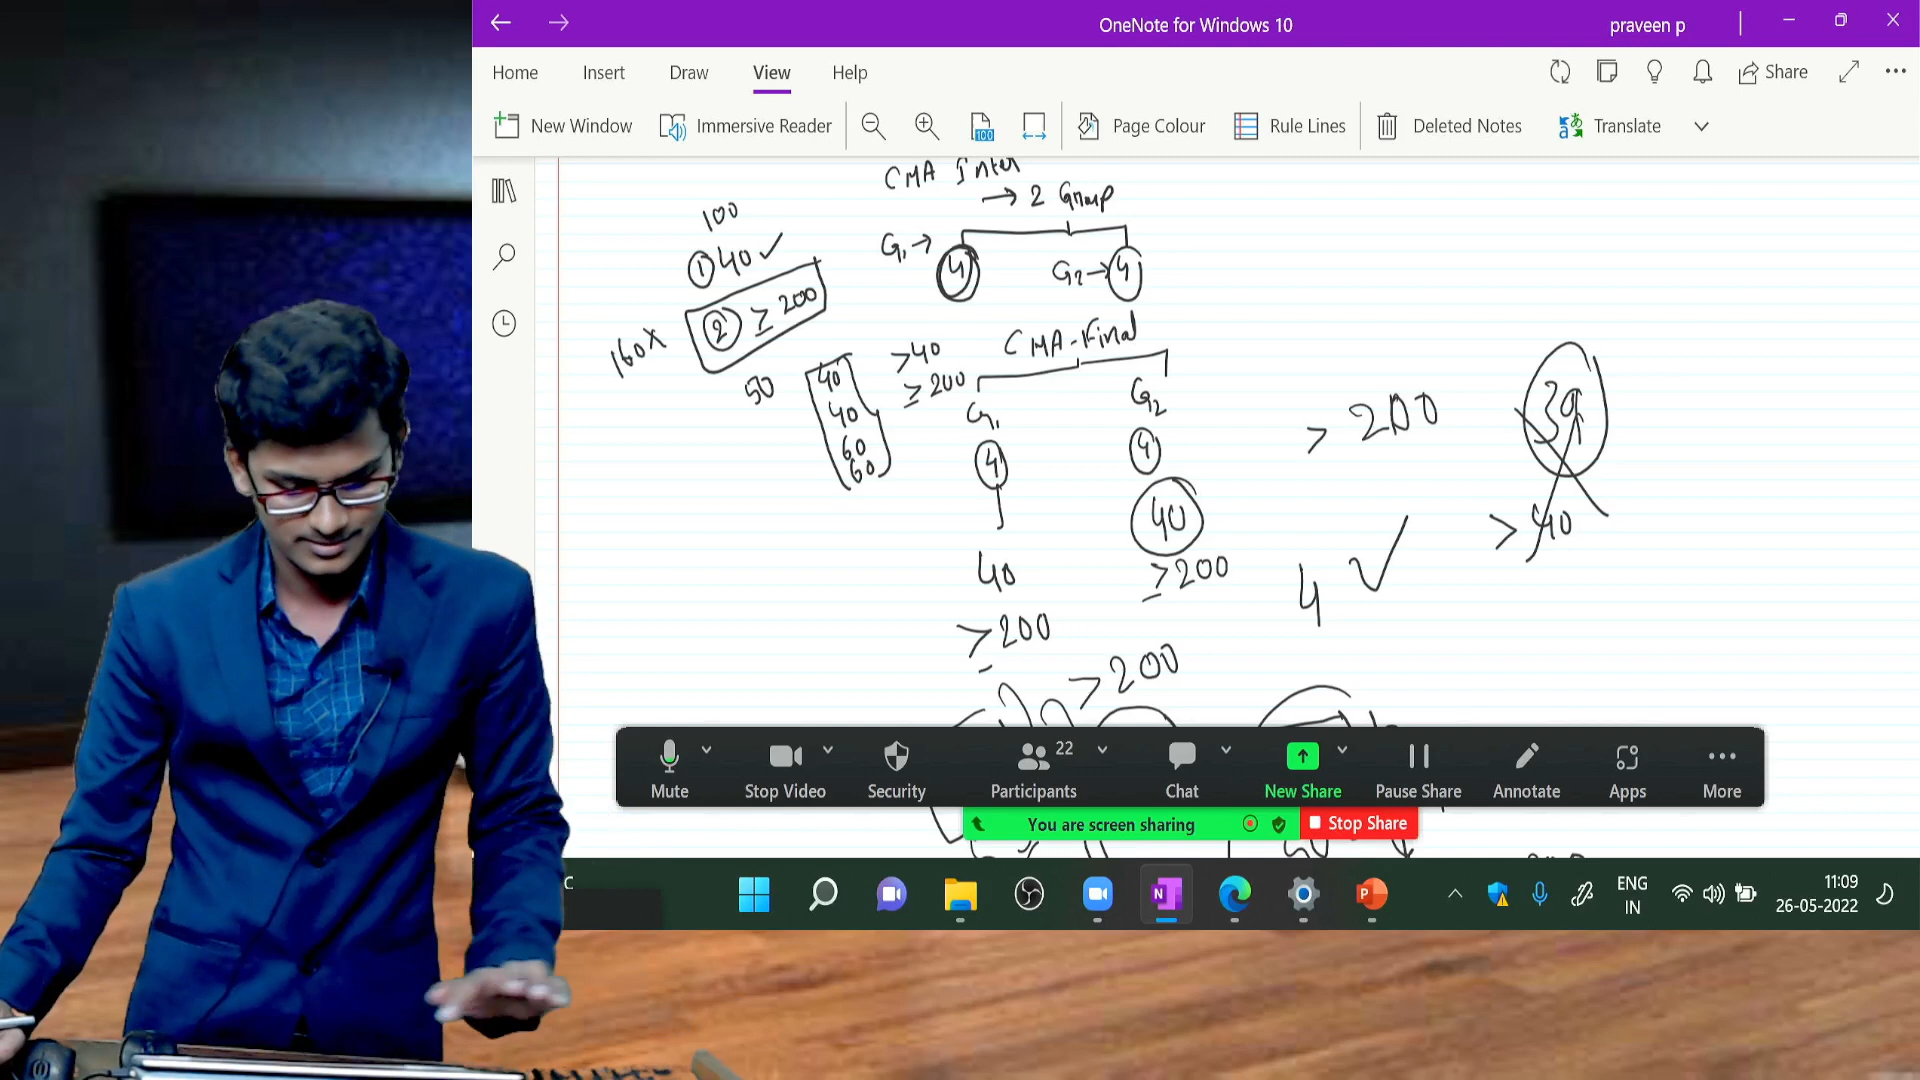 OneNote for Windows 10
praveen p
Home Insert Draw View Help
Share
New Window Immersive Reader Page Colour Rule Lines Deleted Notes Translate
100
CMA Inter
→ 2 Group
100
① 40 ✓
G1 → 4
G2 → 4
160 X
② ≥ 200
CMA-Final
50
40
40
60
60
>40
≥ 200
G1
G2
4
4
> 200
39
40
> 40
40
≥ 200
4 ✓
≥ 200
> 200
22
Mute Stop Video Security Participants Chat New Share Pause Share Annotate Apps More
You are screen sharing Stop Share
C
ENG
IN
11:09
26-05-2022